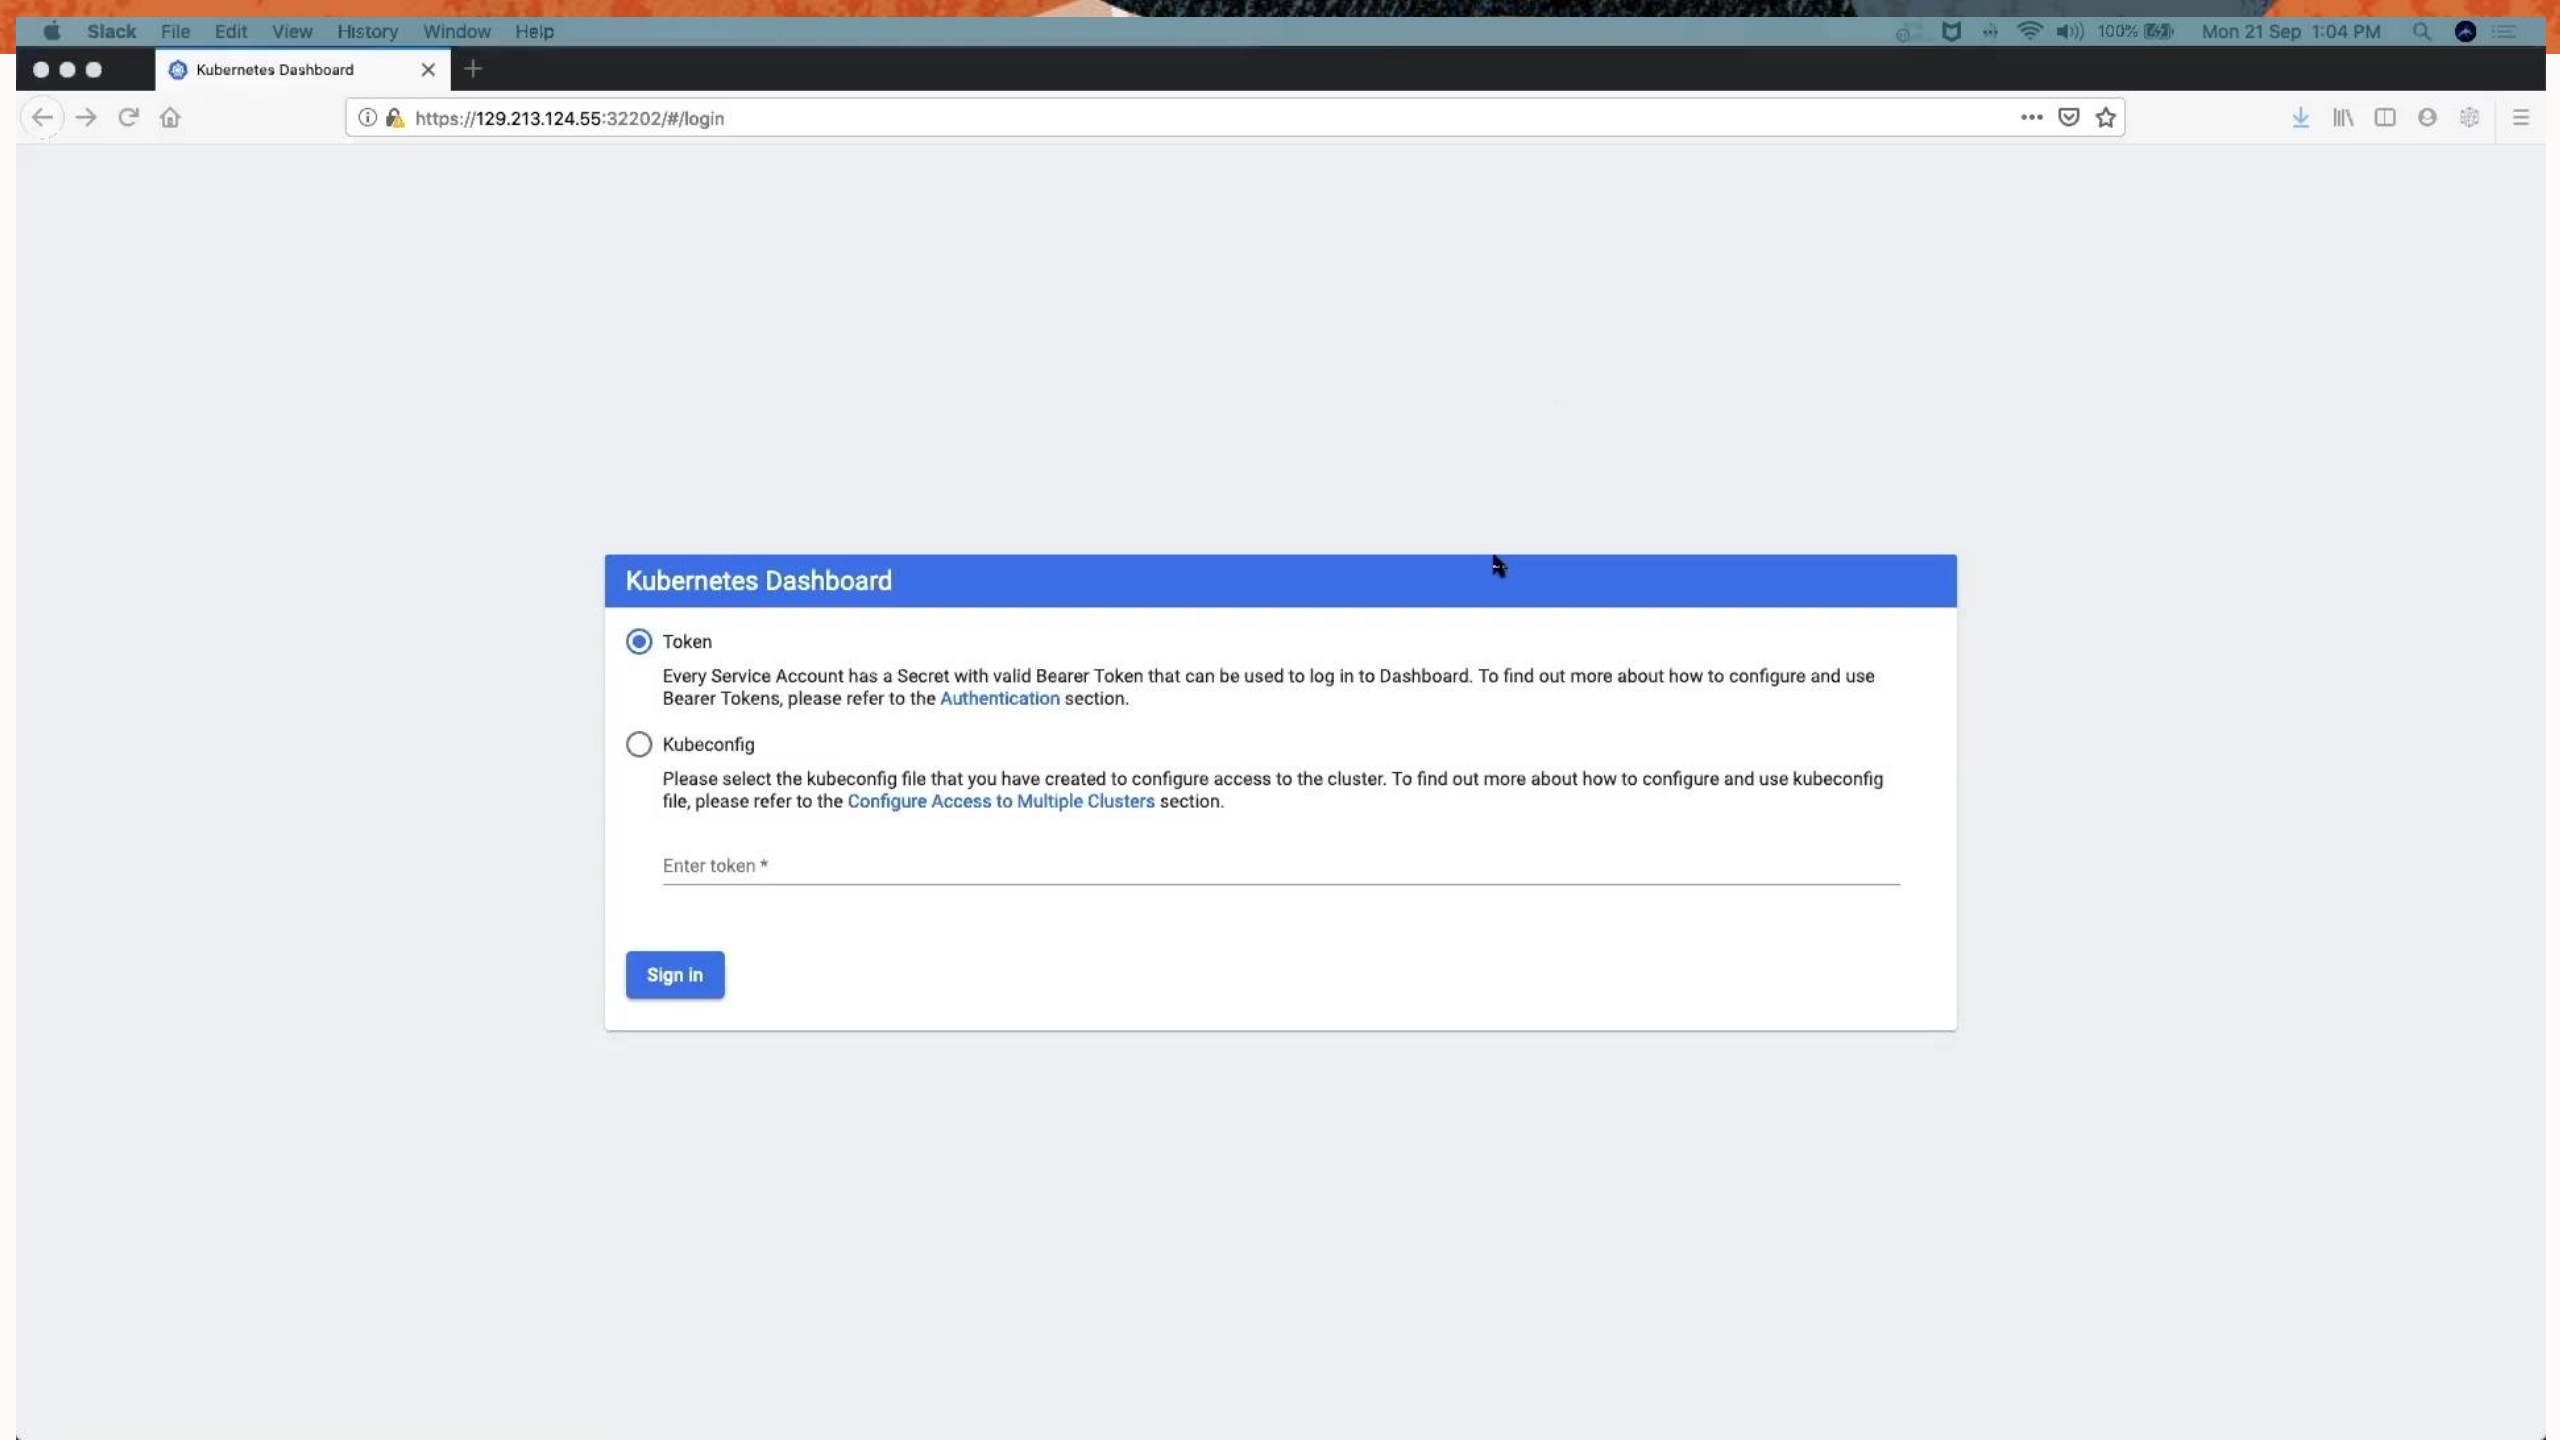 Slack File Edit View History Window Help 100% Mon 21 Sep 1:04 PM
Kubernetes Dashboard
https://129.213.124.55:32202/#/login
Kubernetes Dashboard
Token
Every Service Account has a Secret with valid Bearer Token that can be used to log in to Dashboard. To find out more about how to configure and use
Bearer Tokens, please refer to the Authentication section.
Kubeconfig
Please select the kubeconfig file that you have created to configure access to the cluster. To find out more about how to configure and use kubeconfig
file, please refer to the Configure Access to Multiple Clusters section.
Enter token *
Sign in